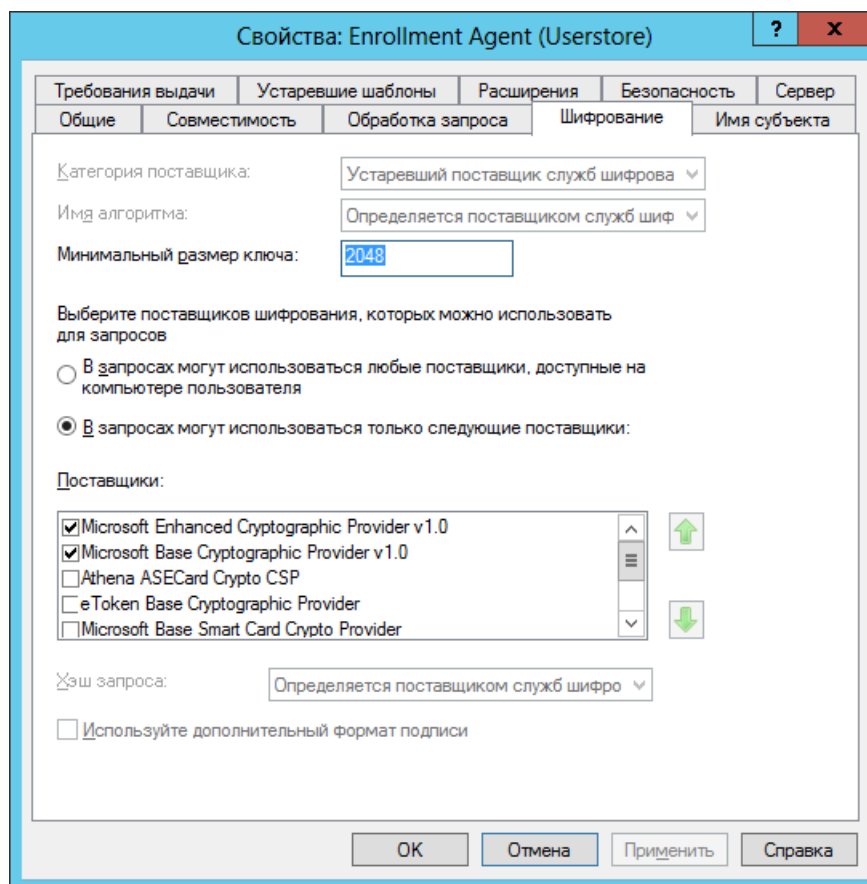 Свойства: Enrollment Agent (Userstore)
?
x
Требования выдачи
Устаревшие шаблоны
Расширения
Безопасность
Сервер
Общие
Совместимость
Обработка запроса
Шифрование
Имя субъекта
Категория поставщика:
Устаревший поставщик служб шифрова
Имя алгоритма:
Определяется поставщиком служб шиф
Минимальный размер ключа:
2048
Выберите поставщиков шифрования, которых можно использовать
для запросов
В запросах могут использоваться любые поставщики, доступные на
компьютере пользователя
В запросах могут использоваться только следующие поставщики:
Поставщики:
Microsoft Enhanced Cryptographic Provider v1.0
Microsoft Base Cryptographic Provider v1.0
Athena ASECard Crypto CSP
eToken Base Cryptographic Provider
Microsoft Base Smart Card Crypto Provider
Хэш запроса:
Определяется поставщиком служб шифро
Используйте дополнительный формат подписи
OK
Отмена
Применить
Справка